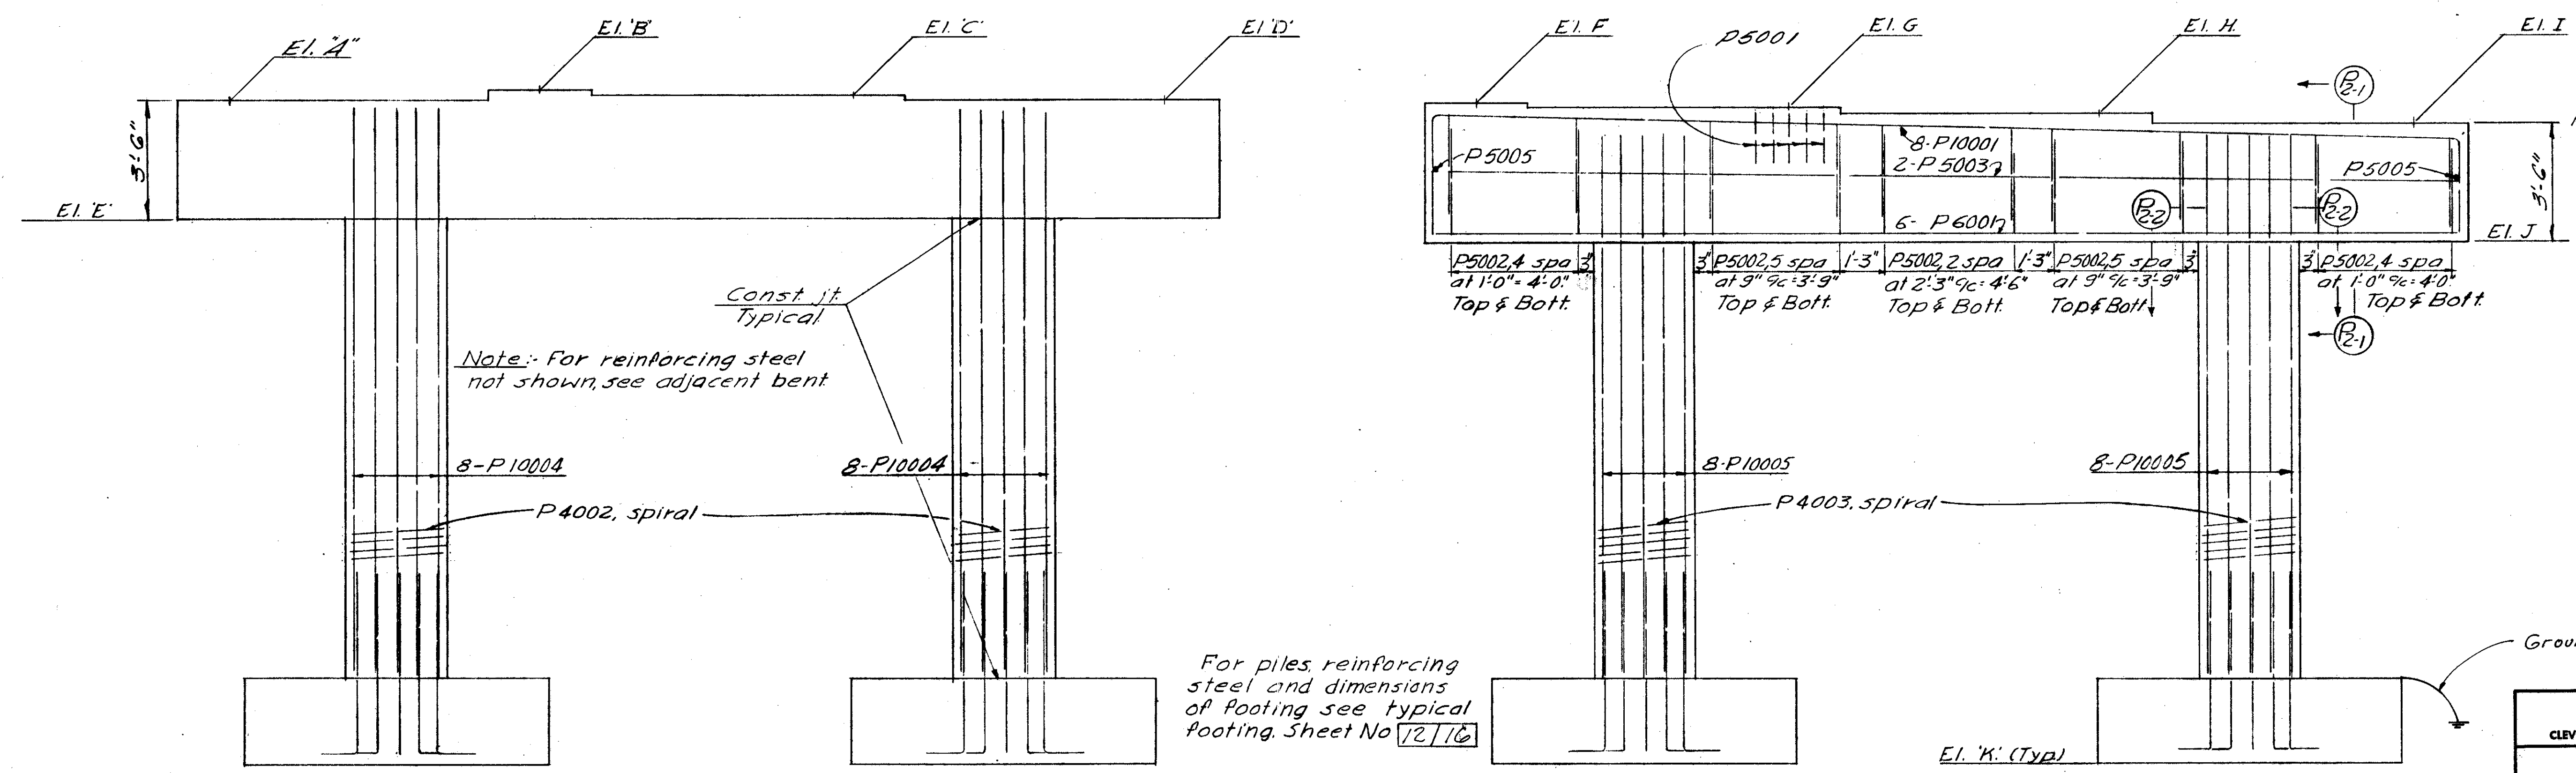 El. "A"
El. 'B'
El. 'C'
El 'D'
3'-6"
El. 'E'
Const. jt.
Typical
Note:- For reinforcing steel
not shown, see adjacent bent.
8-P10004
8-P10004
P4002, spiral
For piles, reinforcing
steel and dimensions
of footing see typical
footing. Sheet No 12/16
El. F
P5001
El. G
El. H.
El. I
P2-1
P5005
8-P10001
2-P5003
P5005
3'-6"
P2-2
P2-2
6-P6001
El. J
P5002, 4 spa
at 1'-0" = 4'-0"
Top & Bott.
3"
3"
P5002, 5 spa
at 9" c/c = 3'-9"
Top & Bott.
1'-3"
P5002, 2 spa
at 2'-3" c/c = 4'-6"
Top & Bott.
1'-3"
P5002, 5 spa
at 9" c/c = 3'-9"
Top & Bott.
3"
3"
P5002, 4 spa
at 1'-0" c/c = 4'-0"
Top & Bott.
P2-1
8-P10005
8-P10005
P4003, spiral
Grou
El. 'K' (Typ)
CLEV